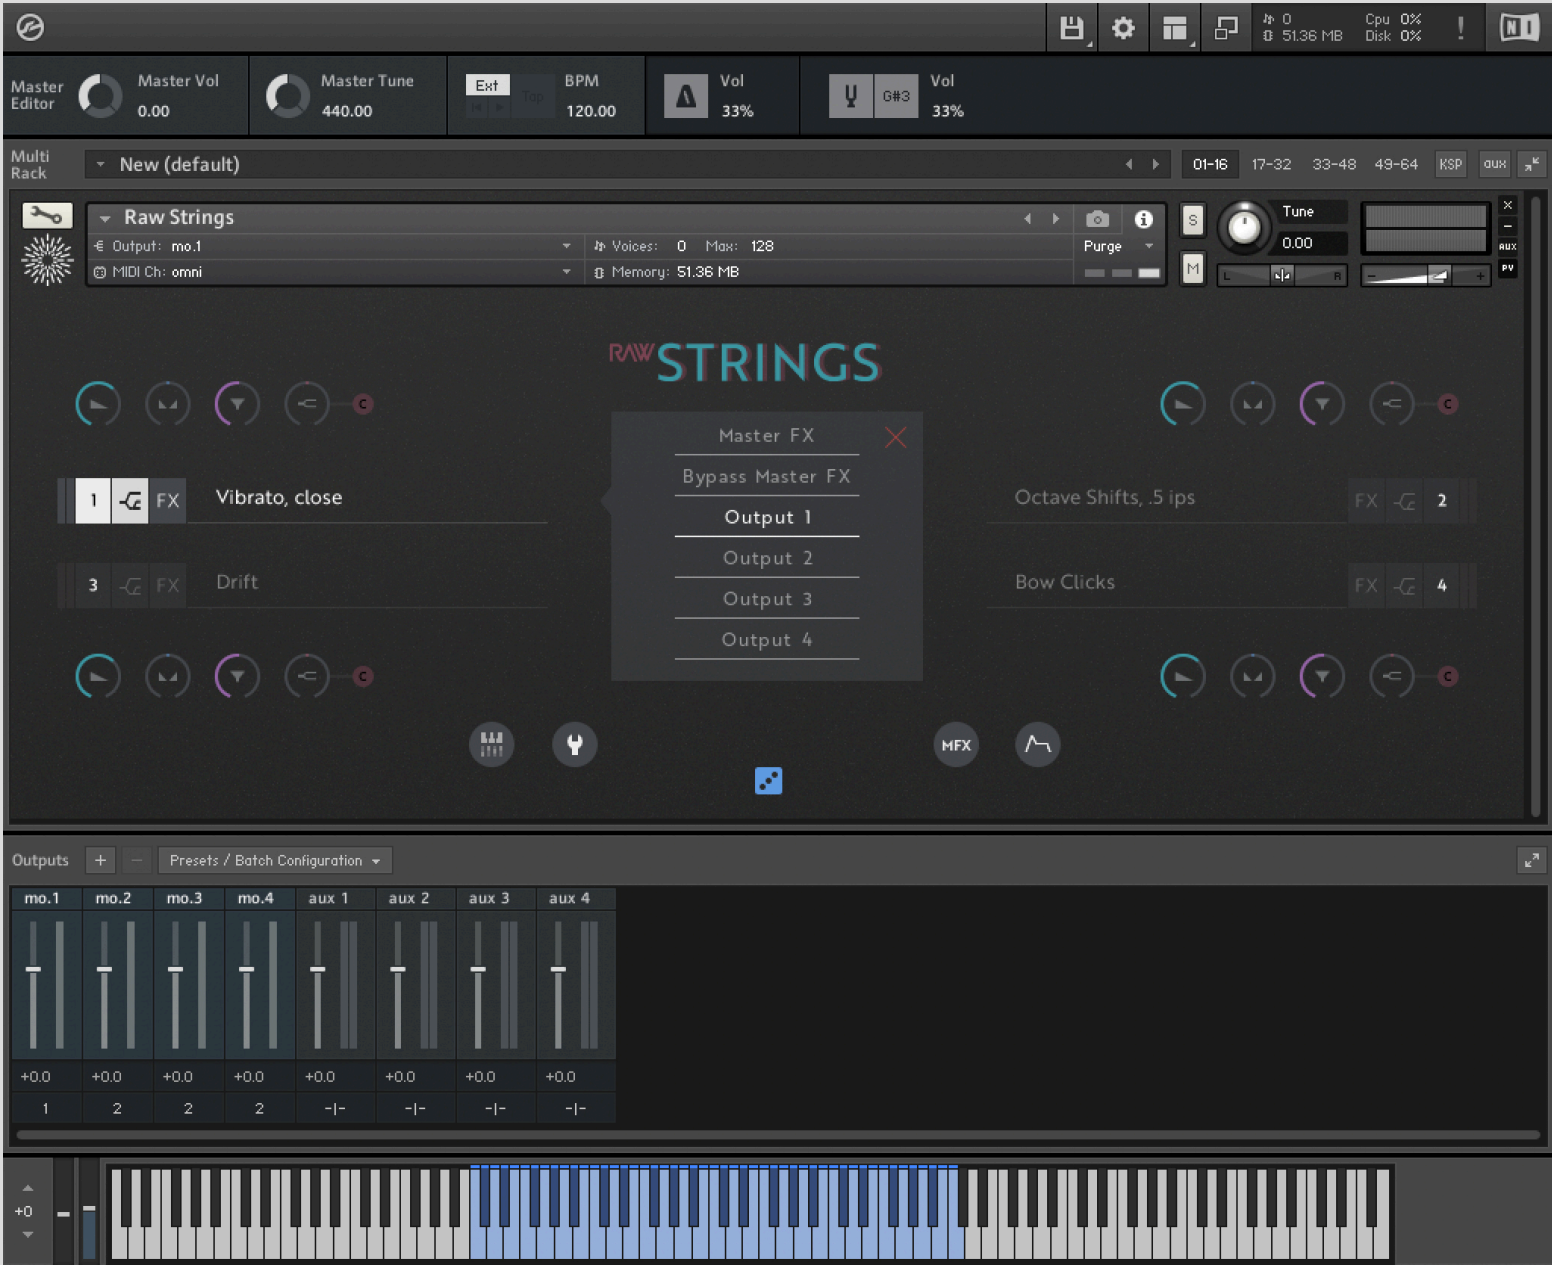 0
51.36 MB
Cpu 0%
Disk 0%
!
NI
Master Editor
Master Vol
0.00
Master Tune
440.00
Ext
Tap
BPM
120.00
Vol
33%
G#3
Vol
33%
Multi Rack
New (default)
01-16
17-32
33-48
49-64
KSP
aux
Raw Strings
Output: mo.1
Voices: 0 Max: 128
Purge
MIDI Ch: omni
Memory: 51.36 MB
S
M
Tune
0.00
L
R
-
+
×
-
AUX
PV
RAW STRINGS
C
C
Master FX
Bypass Master FX
Output 1
Output 2
Output 3
Output 4
1
FX
Vibrato, close
Octave Shifts, .5 ips
FX
2
3
FX
Drift
Bow Clicks
FX
4
C
C
MFX
Outputs
+
-
Presets / Batch Configuration
mo.1 mo.2 mo.3 mo.4 aux 1 aux 2 aux 3 aux 4
+0.0 +0.0 +0.0 +0.0 +0.0 +0.0 +0.0 +0.0
1 2 2 2 -|- -|- -|- -|-
+0